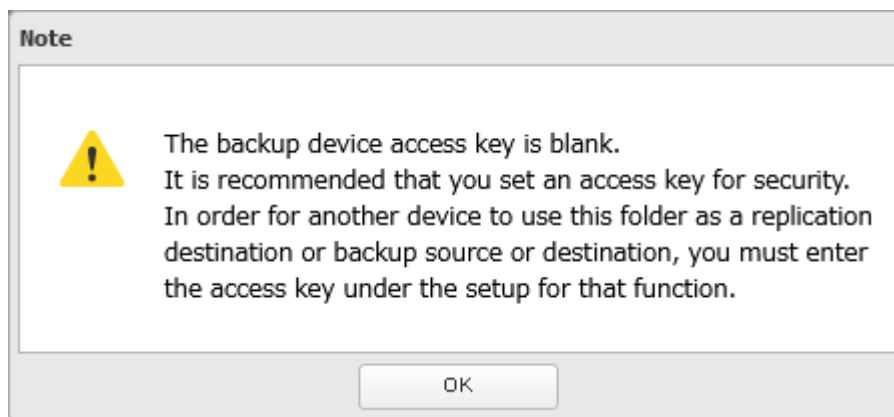 Note
The backup device access key is blank.
It is recommended that you set an access key for security.
In order for another device to use this folder as a replication
destination or backup source or destination, you must enter
the access key under the setup for that function.
OK